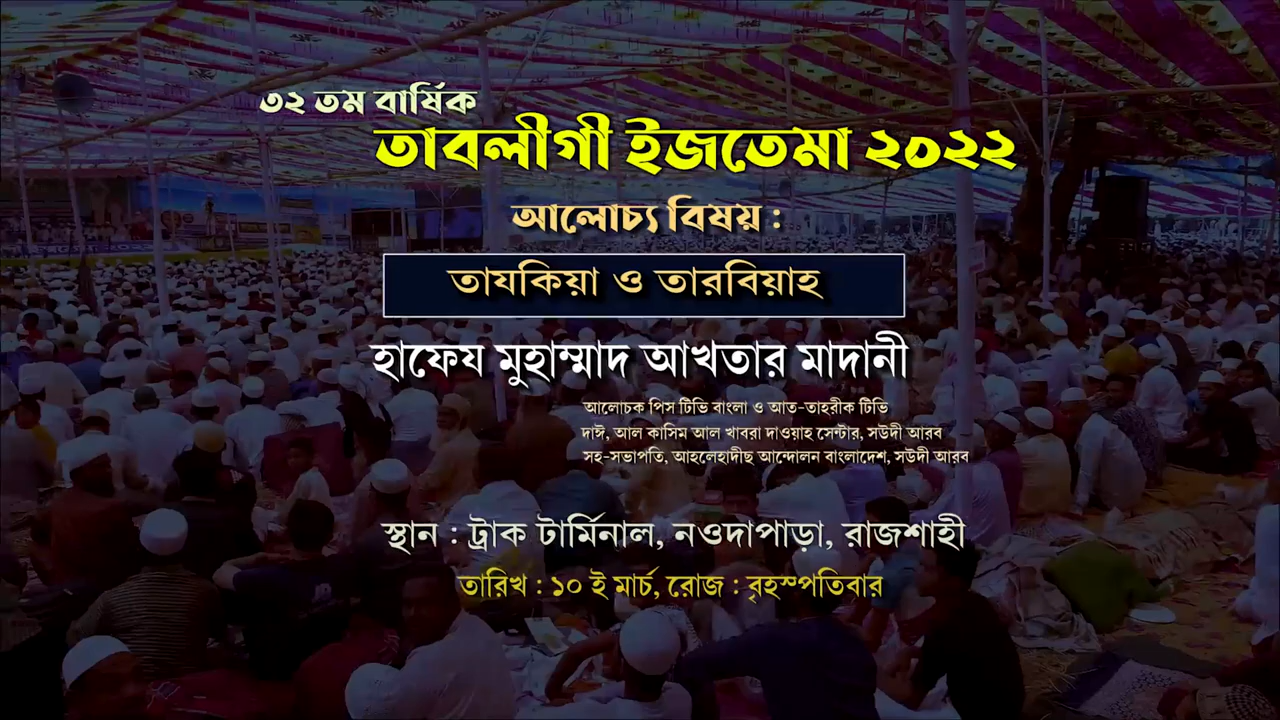 ৩২ তম বার্ষিক
তাবলীগী ইজতেমা ২০২২
আলোচ্য বিষয় :
তাযকিয়া ও তারবিয়াহ
হাফেয মুহাম্মাদ আখতার মাদানী
আলোচক পিস টিভি বাংলা ও আত-তাহরীক টিভি
দাঈ, আল কাসিম আল খাবরা দাওয়াহ সেন্টার, সউদী আরব
সহ-সভাপতি, আহলেহাদীছ আন্দোলন বাংলাদেশ, সউদী আরব
স্থান : ট্রাক টার্মিনাল, নওদাপাড়া, রাজশাহী
তারিখ : ১০ ই মার্চ, রোজ : বৃহস্পতিবার